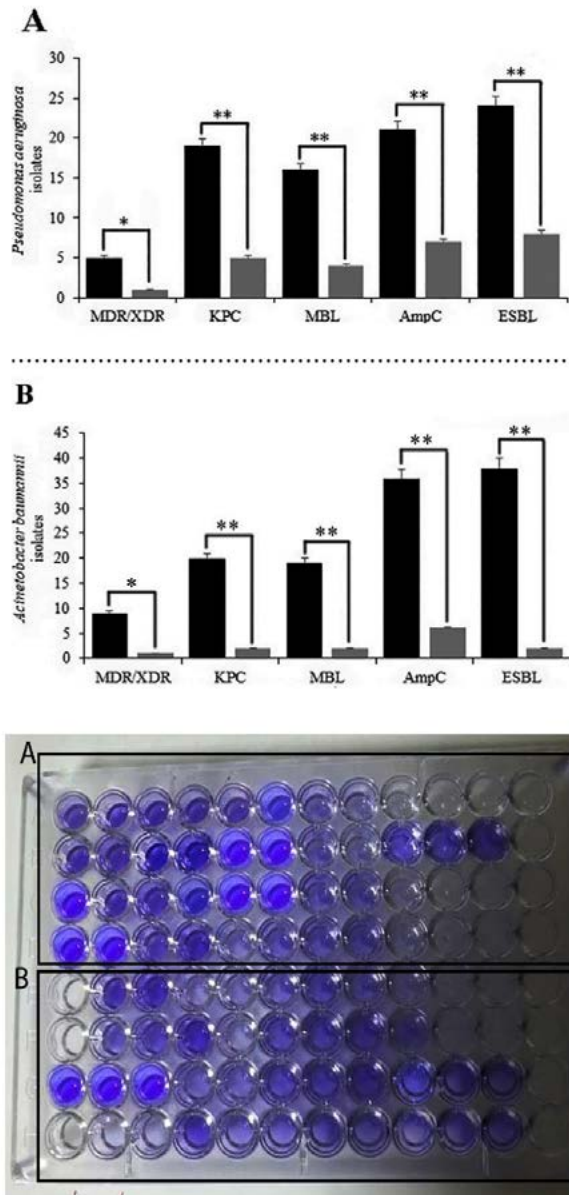 A
Pseudomonas aeruginosa
isolates
30
25
20
15
10
5
0
*
**
**
**
**
MDR/XDR KPC MBL AmpC ESBL
B
Acinetobacter baumannii
isolates
45
40
35
30
25
20
15
10
5
0
*
**
**
**
**
MDR/XDR KPC MBL AmpC ESBL
A
B